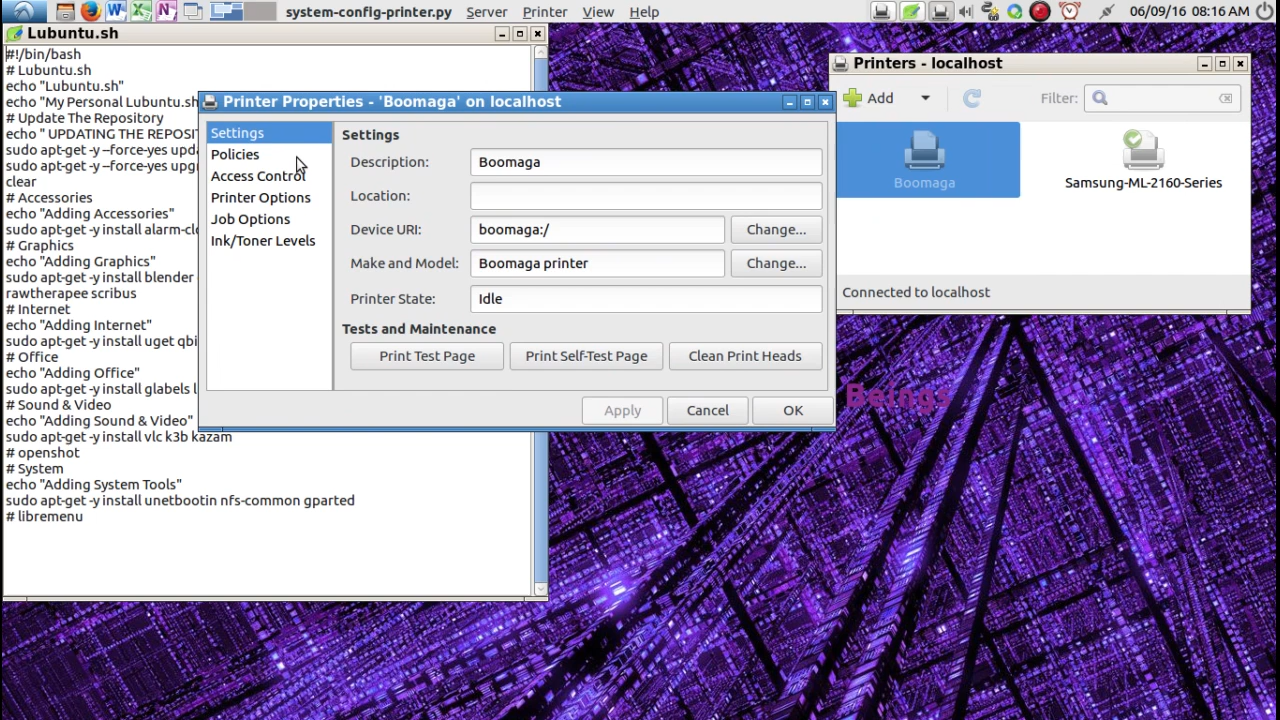 system-config-printer.py Server Printer View Help
06/09/16 08:16 AM
Lubuntu.sh
#!/bin/bash
# Lubuntu.sh
echo "Lubuntu.sh"
echo "My Personal Lubuntu.sh
# Update The Repository
echo " UPDATING THE REPOSIT
sudo apt-get -y --force-yes upda
sudo apt-get -y --force-yes upg
clear
# Accessories
echo "Adding Accessories"
sudo apt-get -y install alarm-clo
# Graphics
echo "Adding Graphics"
sudo apt-get -y install blender
rawtherapee scribus
# Internet
echo "Adding Internet"
sudo apt-get -y install uget qbi
# Office
echo "Adding Office"
sudo apt-get -y install glabels l
# Sound & Video
echo "Adding Sound & Video"
sudo apt-get -y install vlc k3b kazam
# openshot
# System
echo "Adding System Tools"
sudo apt-get -y install unetbootin nfs-common gparted
# libremenu
Printer Properties - 'Boomaga' on localhost
Settings
Policies
Access Control
Printer Options
Job Options
Ink/Toner Levels
Settings
Description: Boomaga
Location:
Device URI: boomaga:/ Change...
Make and Model: Boomaga printer Change...
Printer State: Idle
Tests and Maintenance
Print Test Page Print Self-Test Page Clean Print Heads
Apply Cancel OK
Printers - localhost
Add Filter:
Boomaga Samsung-ML-2160-Series
Connected to localhost
Beings